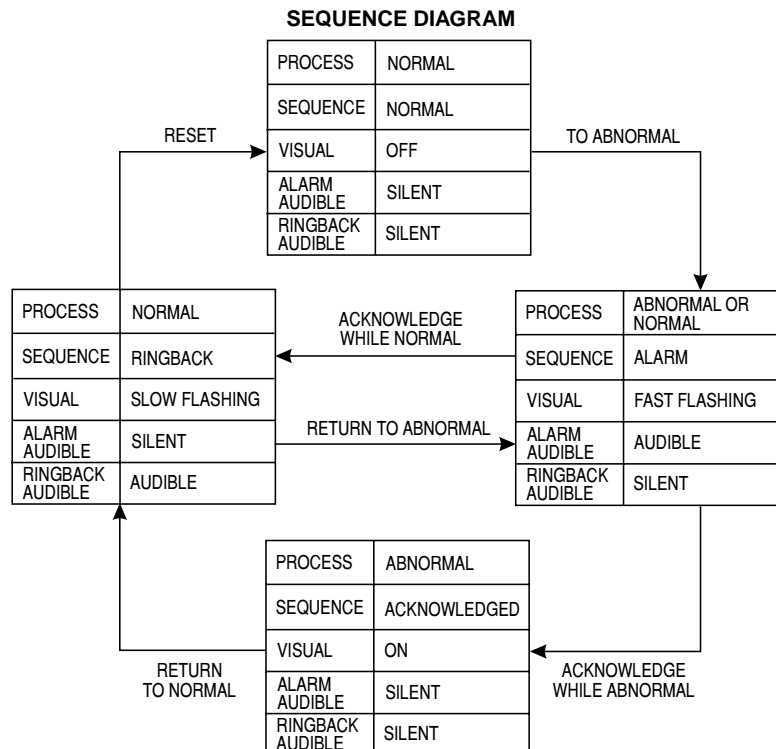 SEQUENCE DIAGRAM
PROCESS NORMAL
SEQUENCE NORMAL
VISUAL OFF
ALARM
AUDIBLE SILENT
RINGBACK
AUDIBLE SILENT
RESET
TO ABNORMAL
PROCESS NORMAL
SEQUENCE RINGBACK
VISUAL SLOW FLASHING
ALARM
AUDIBLE SILENT
RINGBACK
AUDIBLE AUDIBLE
ACKNOWLEDGE
WHILE NORMAL
RETURN TO ABNORMAL
PROCESS ABNORMAL OR
NORMAL
SEQUENCE ALARM
VISUAL FAST FLASHING
ALARM
AUDIBLE AUDIBLE
RINGBACK
AUDIBLE SILENT
PROCESS ABNORMAL
SEQUENCE ACKNOWLEDGED
VISUAL ON
ALARM
AUDIBLE SILENT
RINGBACK
AUDIBLE SILENT
RETURN
TO NORMAL
ACKNOWLEDGE
WHILE ABNORMAL